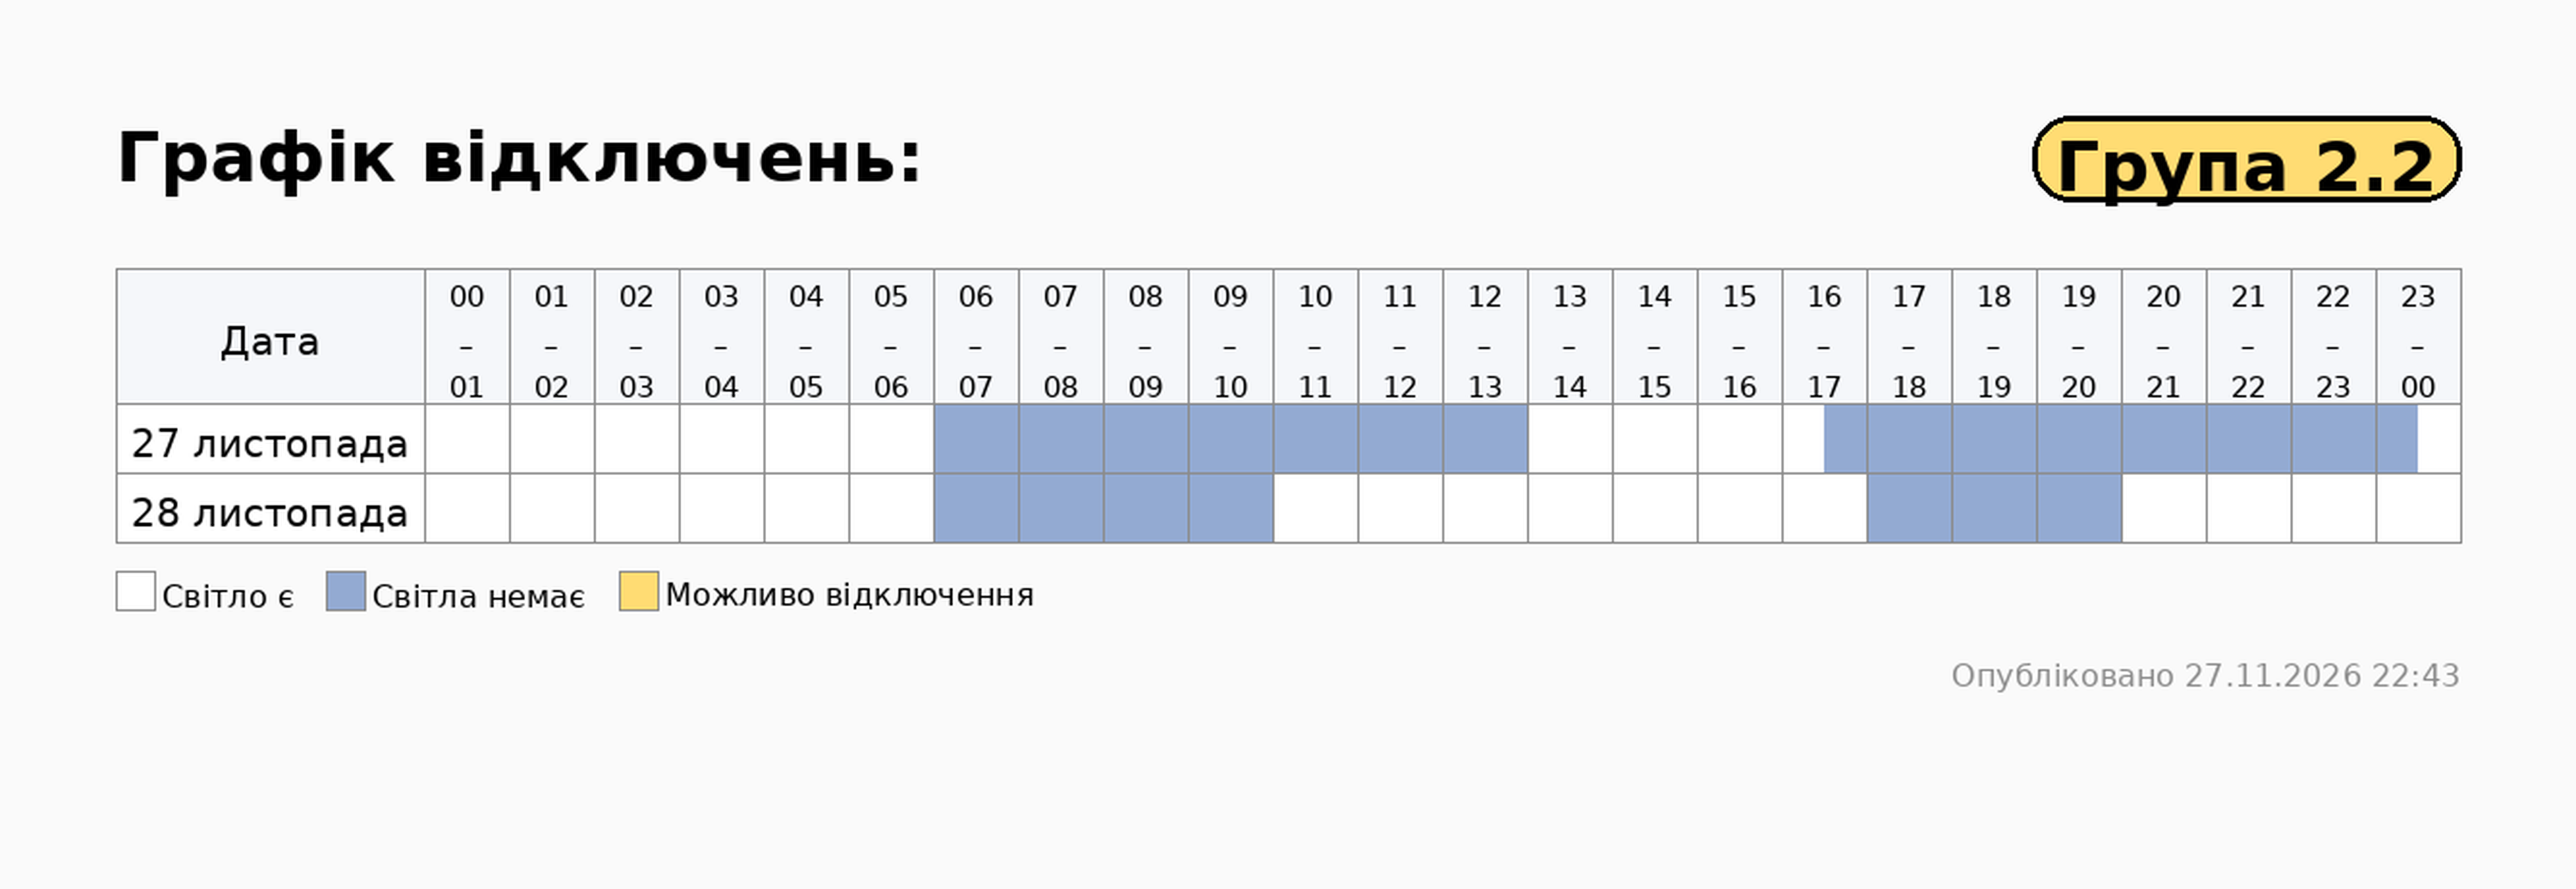 Графік відключень:
Група 2.2
Дата
00 – 01
01 – 02
02 – 03
03 – 04
04 – 05
05 – 06
06 – 07
07 – 08
08 – 09
09 – 10
10 – 11
11 – 12
12 – 13
13 – 14
14 – 15
15 – 16
16 – 17
17 – 18
18 – 19
19 – 20
20 – 21
21 – 22
22 – 23
23 – 00
27 листопада
28 листопада
Світло є
Світла немає
Можливо відключення
Опубліковано 27.11.2026 22:43